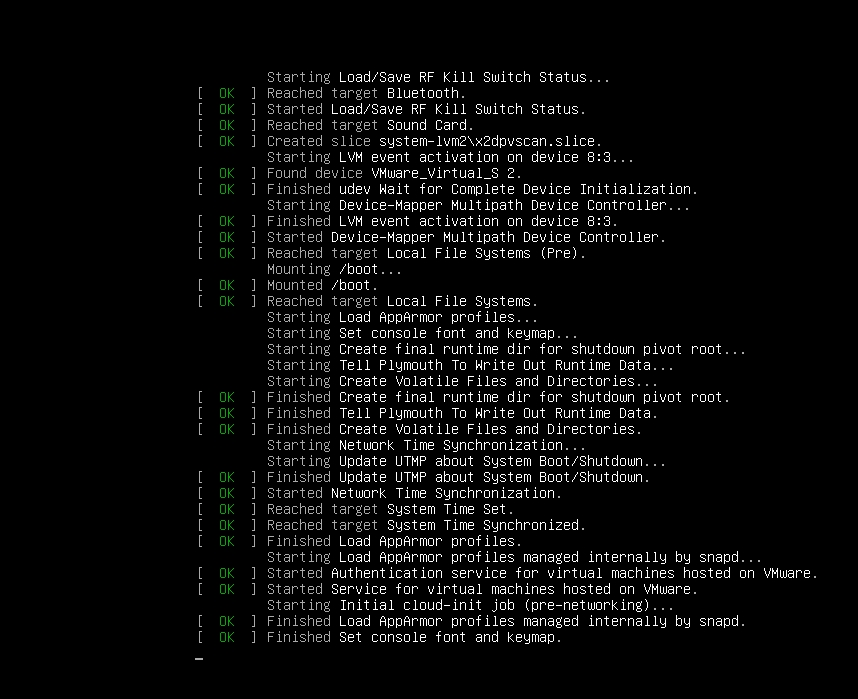 Starting Load/Save RF Kill Switch Status...
[  OK  ] Reached target Bluetooth.
[  OK  ] Started Load/Save RF Kill Switch Status.
[  OK  ] Reached target Sound Card.
[  OK  ] Created slice system-lvm2\x2dpvscan.slice.
Starting LVM event activation on device 8:3...
[  OK  ] Found device VMware_Virtual_S 2.
[  OK  ] Finished udev Wait for Complete Device Initialization.
Starting Device-Mapper Multipath Device Controller...
[  OK  ] Finished LVM event activation on device 8:3.
[  OK  ] Started Device-Mapper Multipath Device Controller.
[  OK  ] Reached target Local File Systems (Pre).
Mounting /boot...
[  OK  ] Mounted /boot.
[  OK  ] Reached target Local File Systems.
Starting Load AppArmor profiles...
Starting Set console font and keymap...
Starting Create final runtime dir for shutdown pivot root...
Starting Tell Plymouth To Write Out Runtime Data...
Starting Create Volatile Files and Directories...
[  OK  ] Finished Create final runtime dir for shutdown pivot root.
[  OK  ] Finished Tell Plymouth To Write Out Runtime Data.
[  OK  ] Finished Create Volatile Files and Directories.
Starting Network Time Synchronization...
Starting Update UTMP about System Boot/Shutdown...
[  OK  ] Finished Update UTMP about System Boot/Shutdown.
[  OK  ] Started Network Time Synchronization.
[  OK  ] Reached target System Time Set.
[  OK  ] Reached target System Time Synchronized.
[  OK  ] Finished Load AppArmor profiles.
Starting Load AppArmor profiles managed internally by snapd...
[  OK  ] Started Authentication service for virtual machines hosted on VMware.
[  OK  ] Started Service for virtual machines hosted on VMware.
Starting Initial cloud-init job (pre-networking)...
[  OK  ] Finished Load AppArmor profiles managed internally by snapd.
[  OK  ] Finished Set console font and keymap.